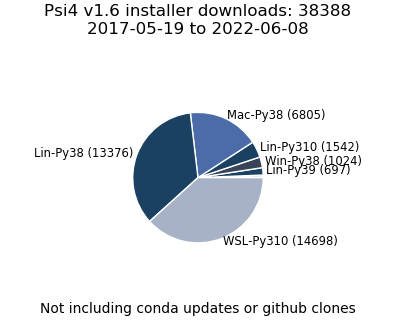 Psi4 v1.6 installer downloads: 38388
2017-05-19 to 2022-06-08
Mac-Py38 (6805)
Lin-Py310 (1542)
Lin-Py38 (13376)
Win-Py38 (1024)
Lin-Py39 (697)
WSL-Py310 (14698)
Not including conda updates or github clones